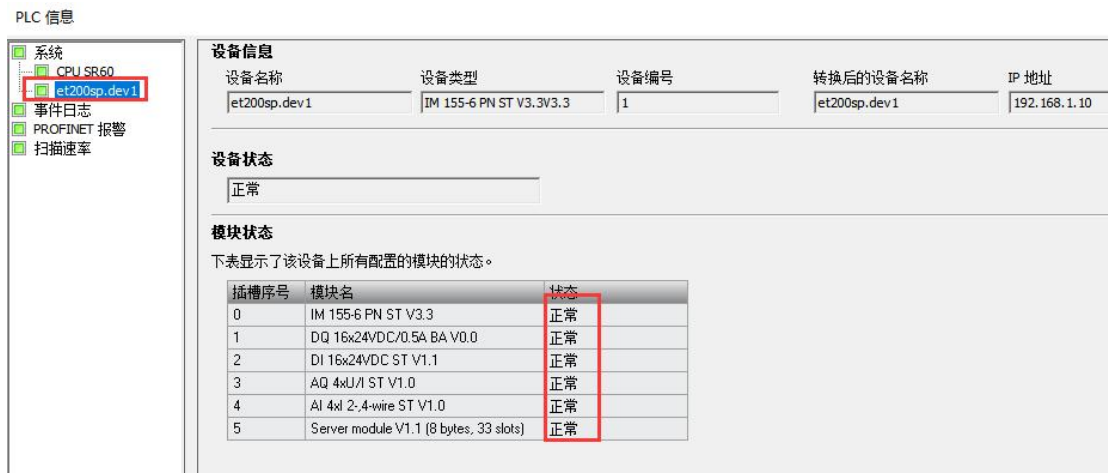 PLC 信息
系统
CPU SR60
et200sp.dev1
事件日志
PROFINET 报警
扫描速率
设备信息
设备名称 设备类型 设备编号 转换后的设备名称 IP 地址
et200sp.dev1 IM 155-6 PN ST V3.3V3.3 1 et200sp.dev1 192.168.1.10
设备状态
正常
模块状态
下表显示了该设备上所有配置的模块的状态。
插槽序号 模块名 状态
0 IM 155-6 PN ST V3.3 正常
1 DQ 16x24VDC/0.5A BA V0.0 正常
2 DI 16x24VDC ST V1.1 正常
3 AQ 4xU/I ST V1.0 正常
4 AI 4xI 2-,4-wire ST V1.0 正常
5 Server module V1.1 (8 bytes, 33 slots) 正常